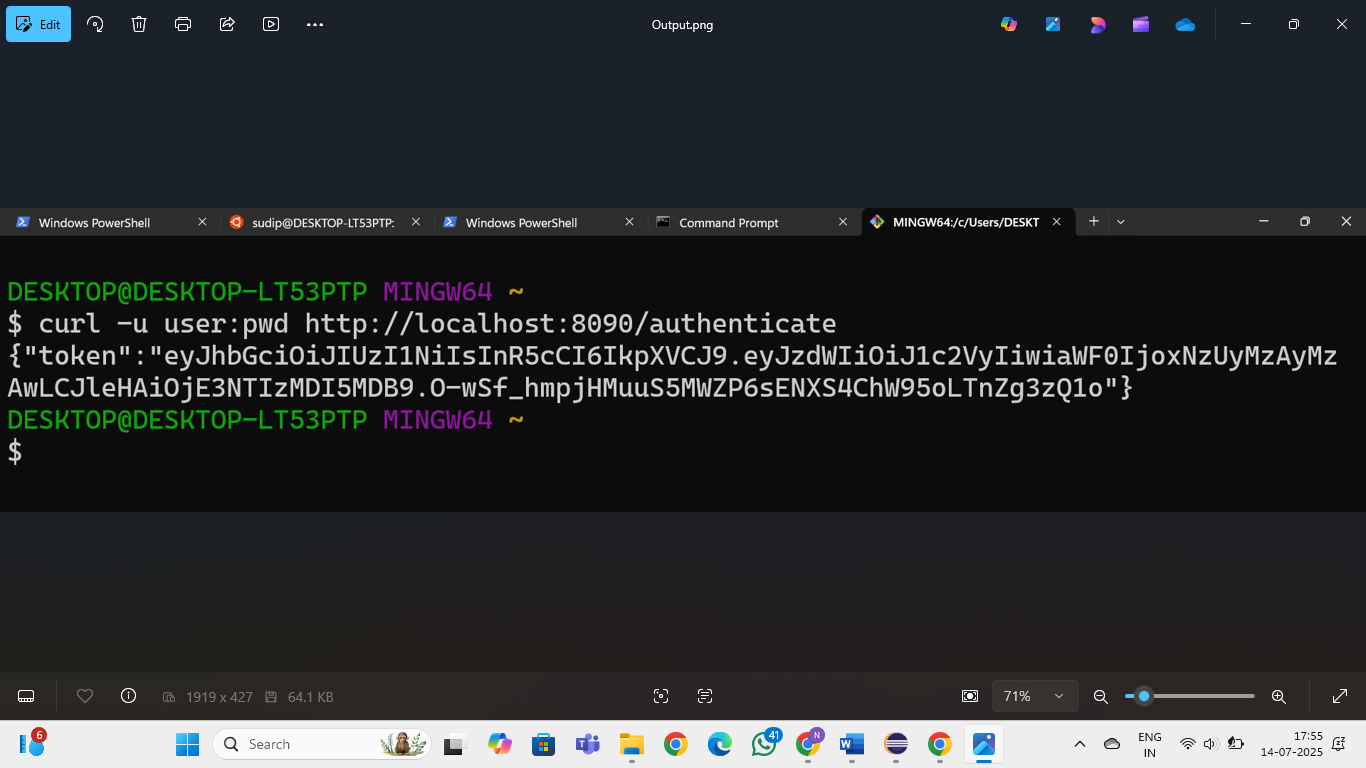 Edit
Output.png
Windows PowerShell
sudip@DESKTOP-LT53PTP:
Windows PowerShell
Command Prompt
MINGW64:/c/Users/DESKT
DESKTOP@DESKTOP-LT53PTP MINGW64 ~
$ curl -u user:pwd http://localhost:8090/authenticate
{"token":"eyJhbGciOiJIUzI1NiIsInR5cCI6IkpXVCJ9.eyJzdWIiOiJ1c2VyIiwiaWF0IjoxNzUyMzAyMz
AwLCJleHAiOjE3NTIzMDI5MDB9.O-wSf_hmpjHMuuS5MWZP6sENXS4ChW95oLTnZg3zQ1o"}
DESKTOP@DESKTOP-LT53PTP MINGW64 ~
$
1919 x 427
64.1 KB
71%
6
Search
41
N
ENG
IN
17:55
14-07-2025